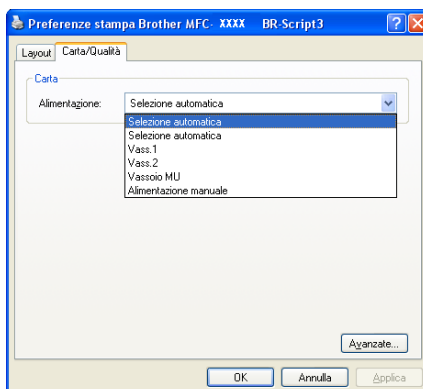 Preferenze stampa Brother MFC- XXXX BR-Script3
Layout Carta/Qualità
Carta
Alimentazione: Selezione automatica
Selezione automatica
Selezione automatica
Vass.1
Vass.2
Vassoio MU
Alimentazione manuale
Avanzate...
OK Annulla Applica